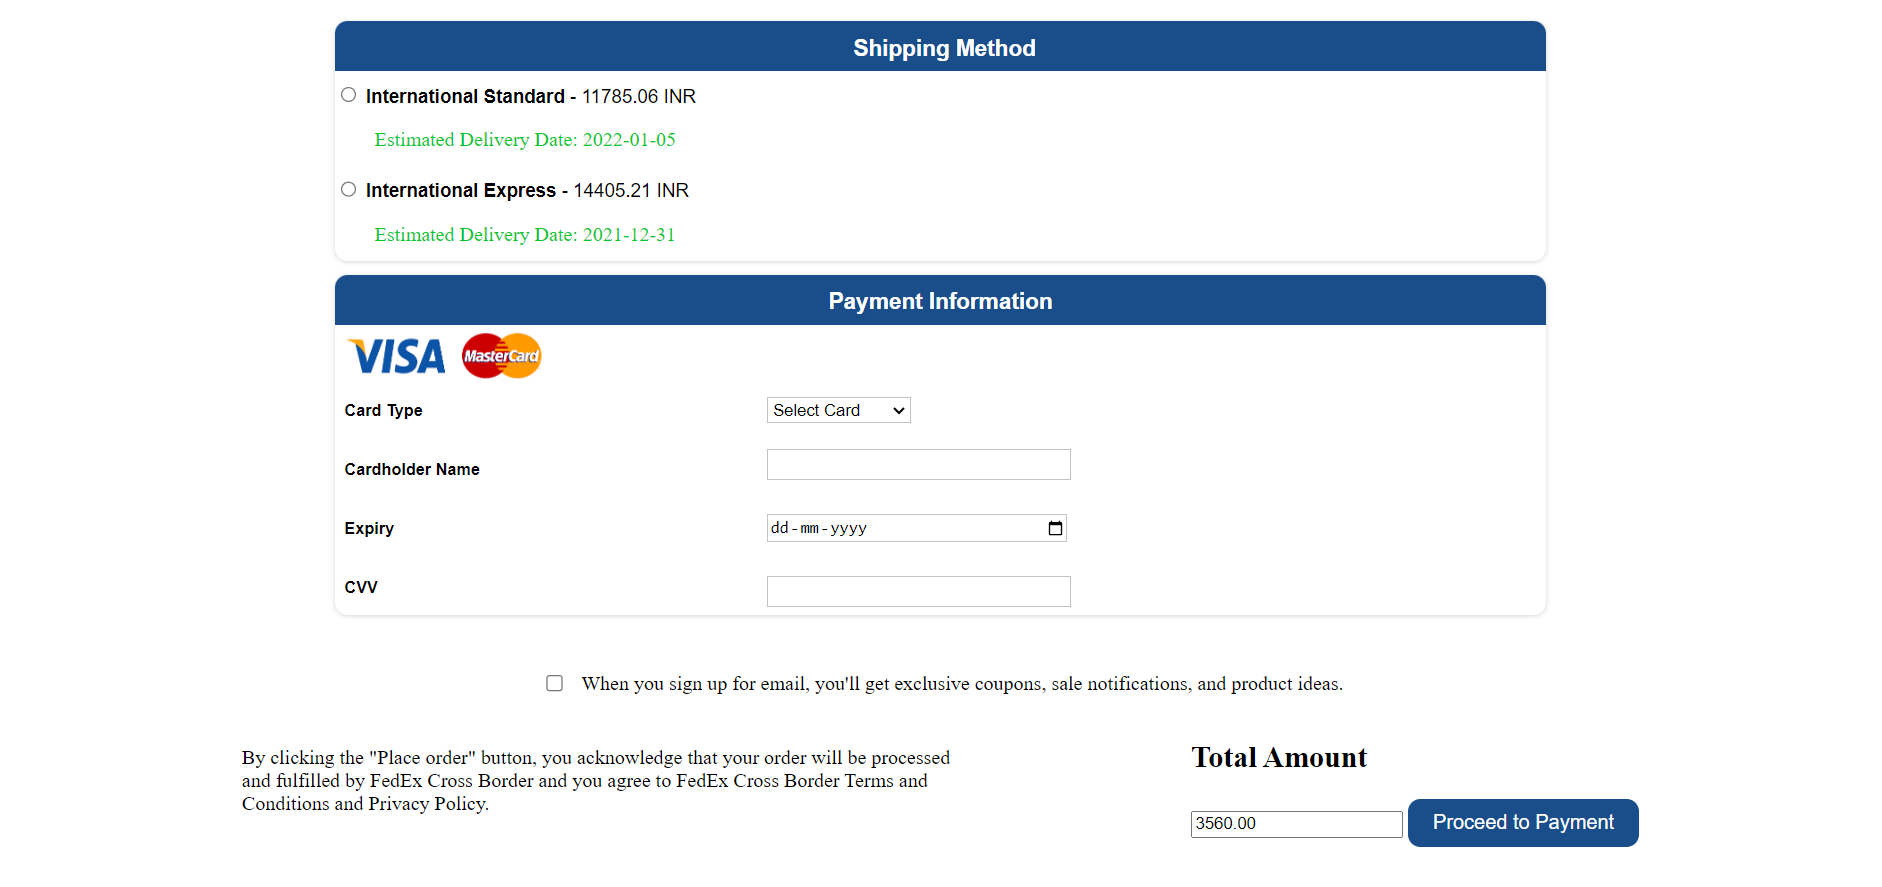 Shipping Method
International Standard - 11785.06 INR
Estimated Delivery Date: 2022-01-05
International Express - 14405.21 INR
Estimated Delivery Date: 2021-12-31
Payment Information
VISA MasterCard
Card Type Select Card
Cardholder Name
Expiry dd-mm-yyyy
CVV
When you sign up for email, you'll get exclusive coupons, sale notifications, and product ideas.
By clicking the "Place order" button, you acknowledge that your order will be processed
and fulfilled by FedEx Cross Border and you agree to FedEx Cross Border Terms and
Conditions and Privacy Policy.
Total Amount
3560.00 Proceed to Payment